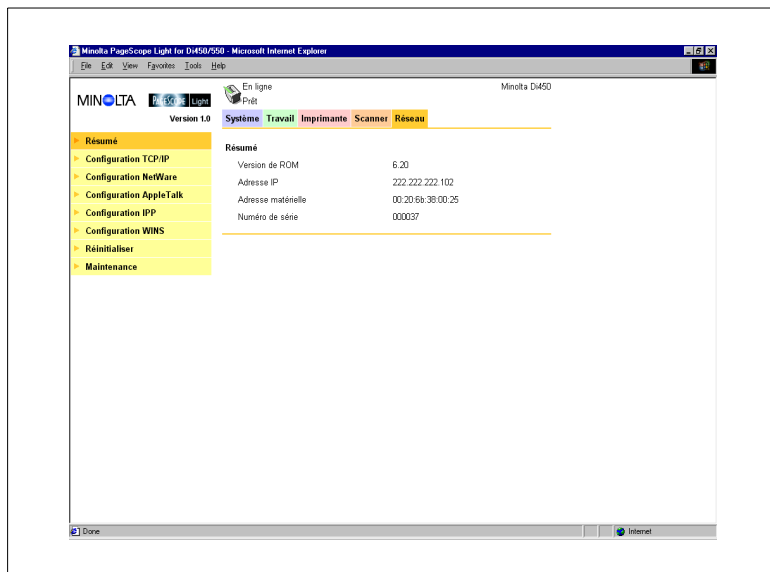 Minolta PageScope Light for Di450/550 - Microsoft Internet Explorer
File Edit View Favorites Tools Help
MINOLTA PAGESCOPE Light
Version 1.0
En ligne
Prêt
Minolta Di450
Système Travail Imprimante Scanner Réseau
Résumé
Configuration TCP/IP
Configuration NetWare
Configuration AppleTalk
Configuration IPP
Configuration WINS
Réinitialiser
Maintenance
Résumé
Version de ROM 6.20
Adresse IP 222.222.222.102
Adresse matérielle 00:20:6b:38:00:25
Numéro de série 000037
Done
Internet